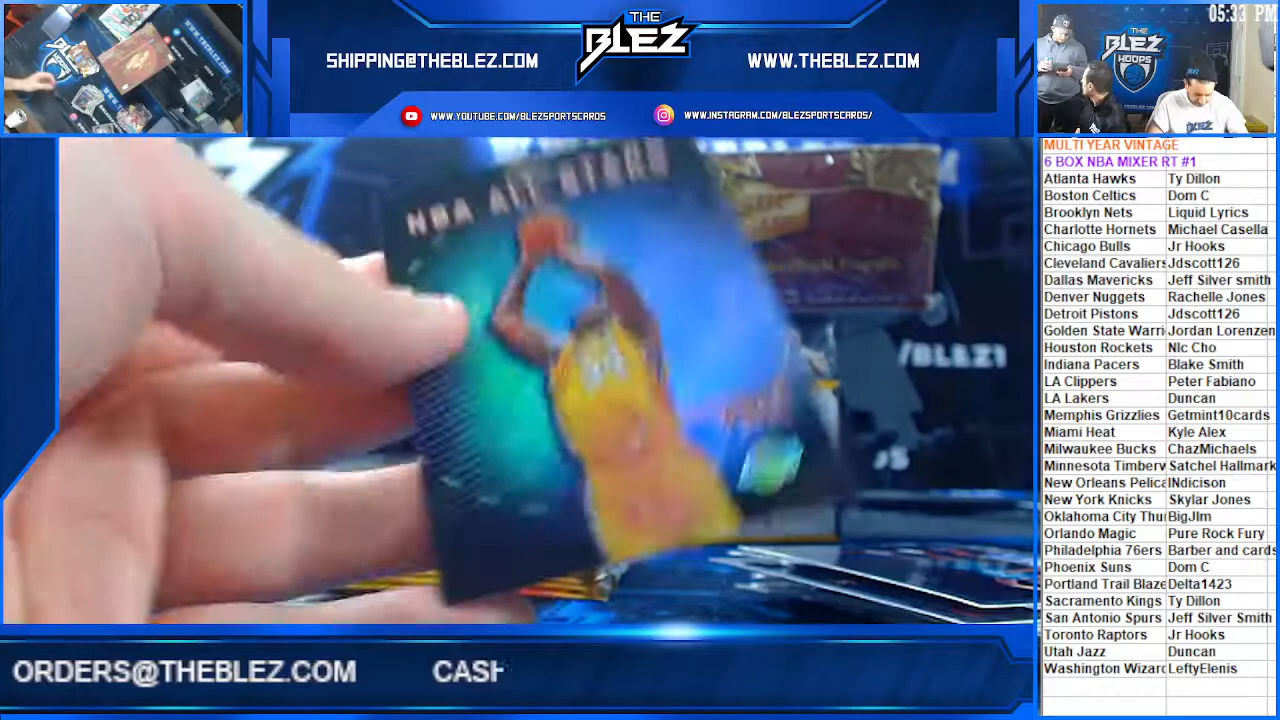 05:33 PM
THE
BLEZ
SHIPPING@THEBLEZ.COM
WWW.THEBLEZ.COM
WWW.YOUTUBE.COM/BLEZSPORTSCARDS
WWW.INSTAGRAM.COM/BLEZSPORTSCARDS/
THE
BLEZ
HOOPS
NBA ALL-STARS
/BLEZ1
MULTI YEAR VINTAGE
6 BOX NBA MIXER RT #1
Atlanta Hawks Ty Dillon
Boston Celtics Dom C
Brooklyn Nets Liquid Lyrics
Charlotte Hornets Michael Casella
Chicago Bulls Jr Hooks
Cleveland Cavaliers Jdscott126
Dallas Mavericks Jeff Silver smith
Denver Nuggets Rachelle Jones
Detroit Pistons Jdscott126
Golden State Warri Jordan Lorenzen
Houston Rockets NIc Cho
Indiana Pacers Blake Smith
LA Clippers Peter Fabiano
LA Lakers Duncan
Memphis Grizzlies Getmint10cards
Miami Heat Kyle Alex
Milwaukee Bucks ChazMichaels
Minnesota Timberw Satchel Hallmark
New Orleans Pelica INdicison
New York Knicks Skylar Jones
Oklahoma City Thu BigJIm
Orlando Magic Pure Rock Fury
Philadelphia 76ers Barber and cards
Phoenix Suns Dom C
Portland Trail Blaze Delta1423
Sacramento Kings Ty Dillon
San Antonio Spurs Jeff Silver Smith
Toronto Raptors Jr Hooks
Utah Jazz Duncan
Washington Wizard LeftyElenis
ORDERS@THEBLEZ.COM CASH